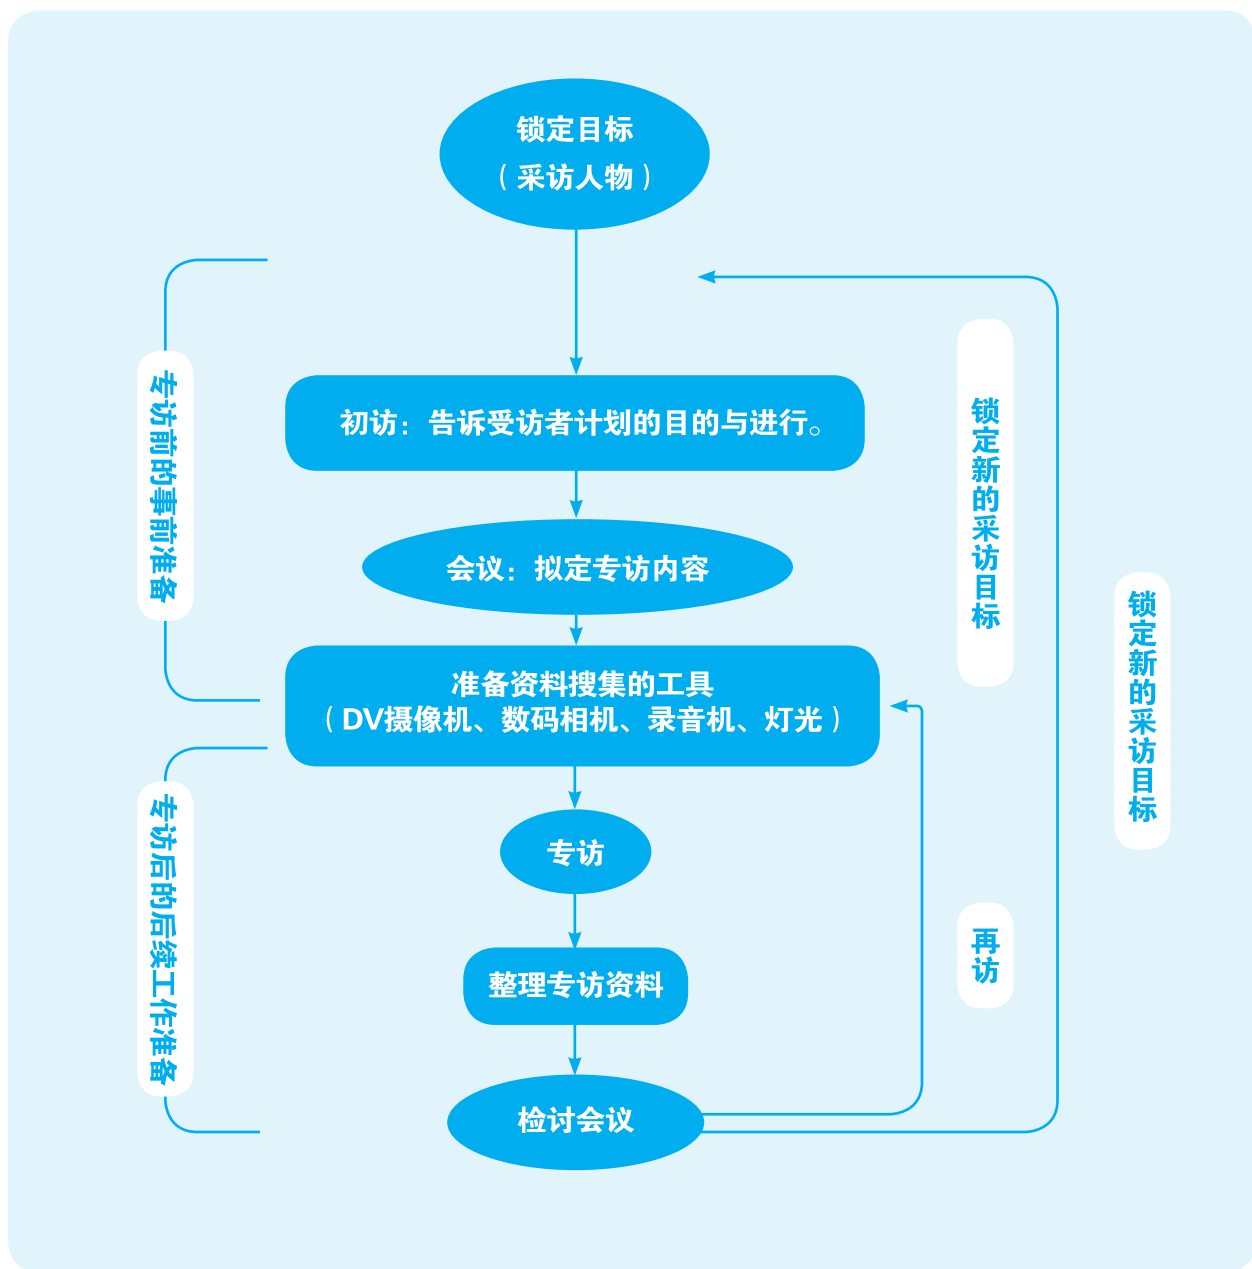 锁定目标
（采访人物）
初访：告诉受访者计划的目的与进行。
会议：拟定专访内容
准备资料搜集的工具
（DV摄像机、数码相机、录音机、灯光）
专访
整理专访资料
检讨会议
专访前的事前准备
专访后的后续工作准备
锁定新的采访目标
再访
锁定新的采访目标